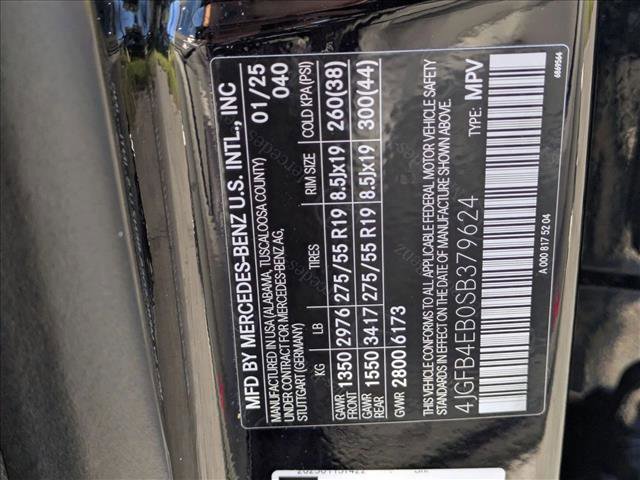 MFD BY MERCEDES-BENZ U.S. INTL., INC
MANUFACTURED IN USA (ALABAMA, TUSCALOOSA COUNTY) 01/25
UNDER CONTRACT FOR MERCEDES-BENZ AG, 040
STUTTGART (GERMANY)
KG LB TIRES RIM SIZE COLD KPA (PSI)
GAWR FRONT 1350 2976 275/55 R19 8.5Jx19 260(38)
GAWR REAR 1550 3417 275/55 R19 8.5Jx19 300(44)
GVWR 2800 6173
THIS VEHICLE CONFORMS TO ALL APPLICABLE FEDERAL MOTOR VEHICLE SAFETY
STANDARDS IN EFFECT ON THE DATE OF MANUFACTURE SHOWN ABOVE.
4JGFB4EB0SB379624 TYPE: MPV
A 000 817 52 04
6869564